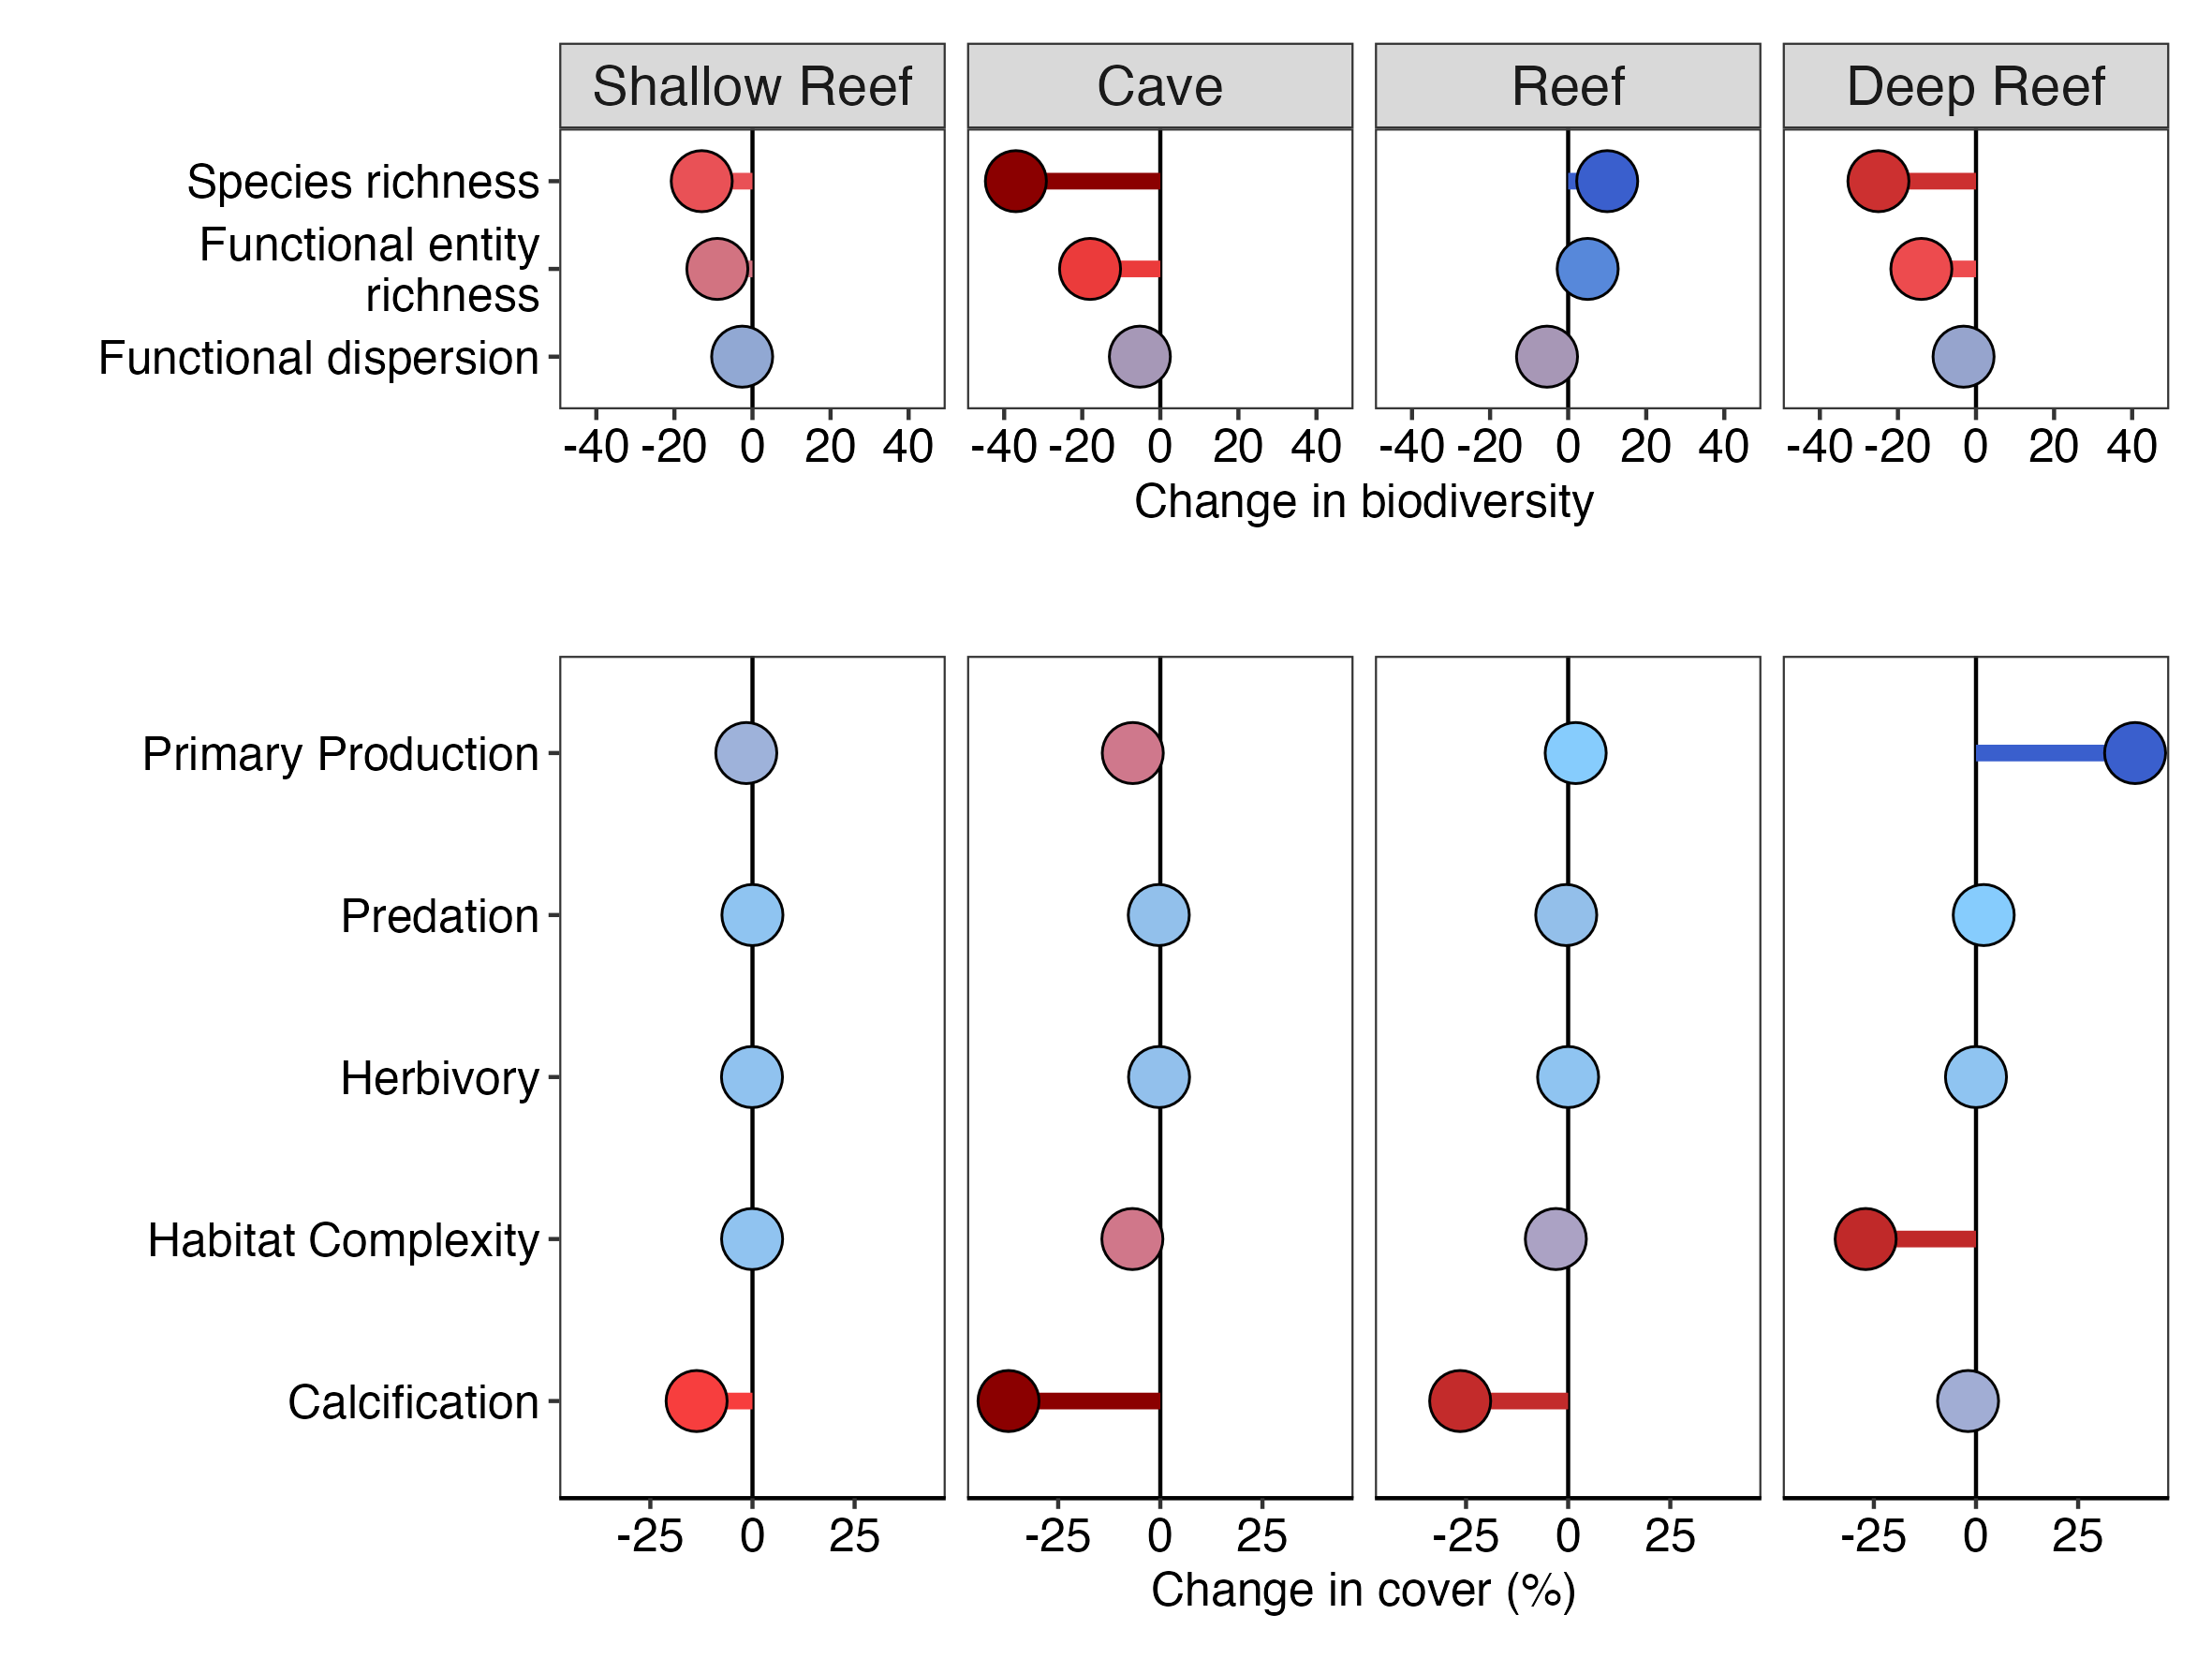 Shallow Reef Cave Reef Deep Reef
Species richness
Functional entity
richness
Functional dispersion
-40 -20 0 20 40 -40 -20 0 20 40 -40 -20 0 20 40 -40 -20 0 20 40
Change in biodiversity
Primary Production
Predation
Herbivory
Habitat Complexity
Calcification
-25 0 25 -25 0 25 -25 0 25 -25 0 25
Change in cover (%)